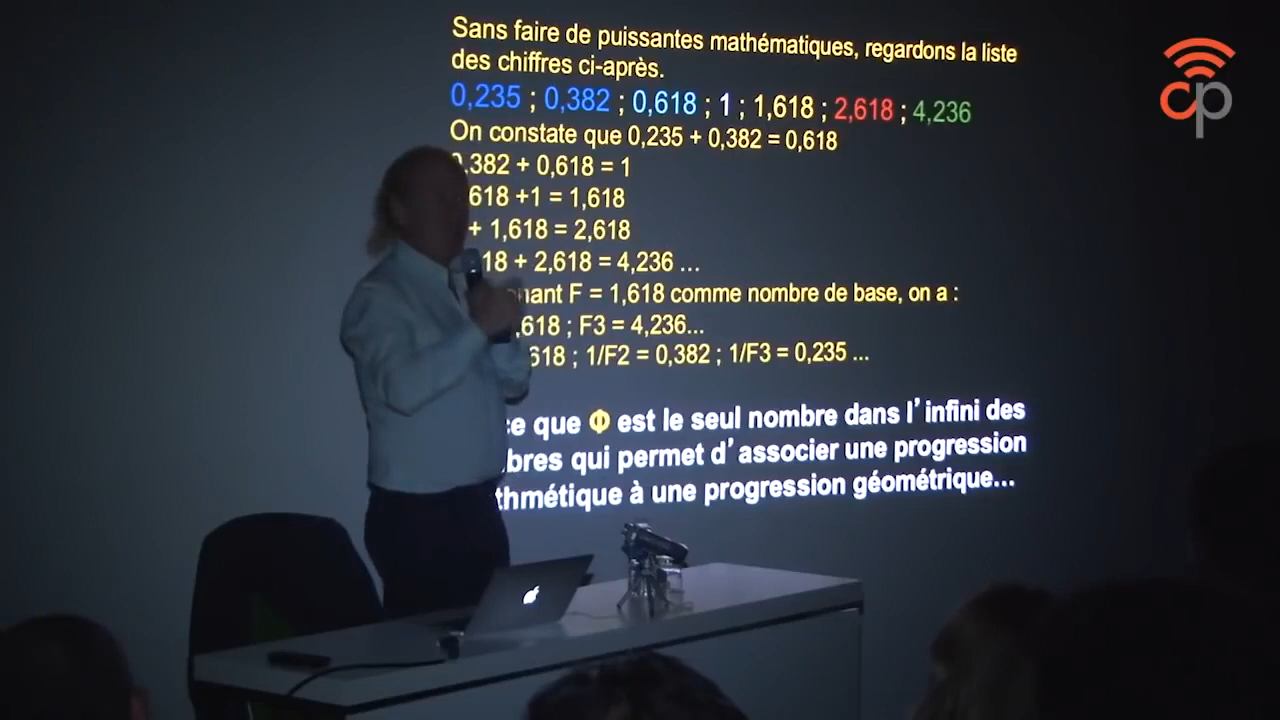 Sans faire de puissantes mathématiques, regardons la liste
des chiffres ci-après.
0,235 ; 0,382 ; 0,618 ; 1 ; 1,618 ; 2,618 ; 4,236
On constate que 0,235 + 0,382 = 0,618
0,382 + 0,618 = 1
618 +1 = 1,618
+ 1,618 = 2,618
18 + 2,618 = 4,236 ...
nant F = 1,618 comme nombre de base, on a :
,618 ; F3 = 4,236...
618 ; 1/F2 = 0,382 ; 1/F3 = 0,235 ...
ce que Φ est le seul nombre dans l’infini des
bres qui permet d’associer une progression
thmétique à une progression géométrique...
cp